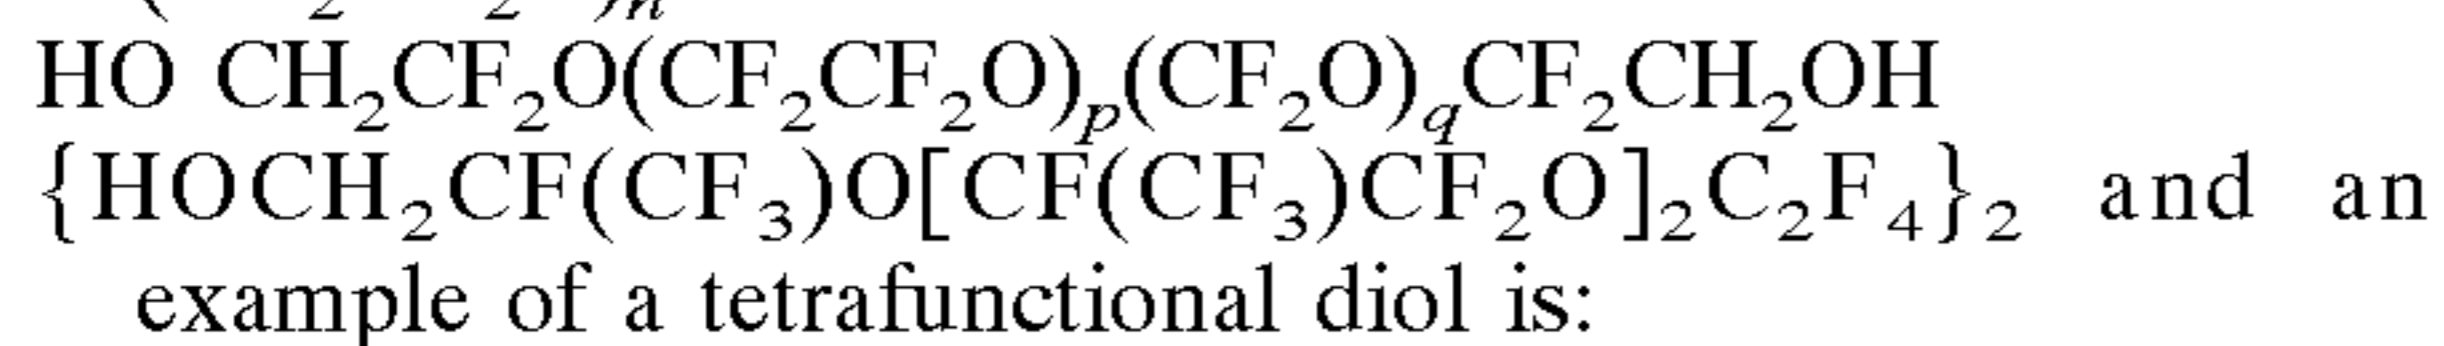 HO CH₂CF₂O(CF₂CF₂O)ₚ(CF₂O)qCF₂CH₂OH
{HOCH₂CF(CF₃)O[CF(CF₃)CF₂O]₂C₂F₄}₂ and an
example of a tetrafunctional diol is: